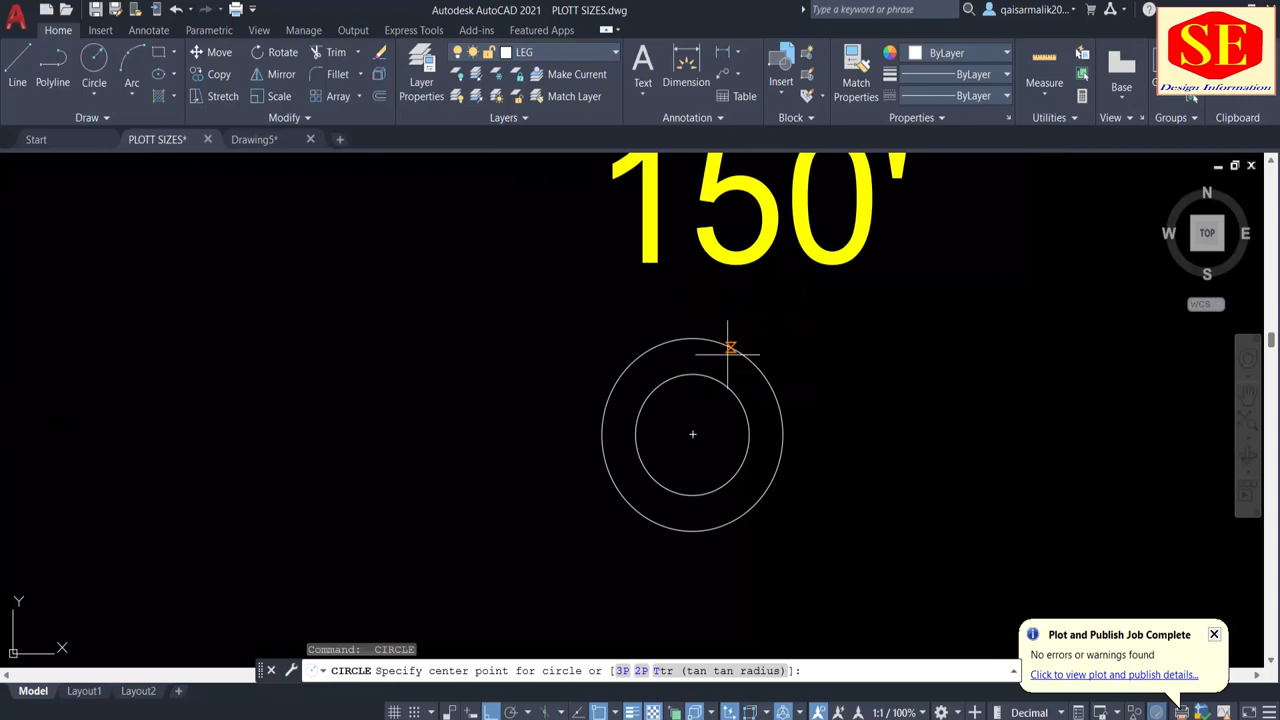 Autodesk AutoCAD 2021 PLOTT SIZES.dwg
Type a keyword or phrase
qaisarmalik20...
Home Insert Annotate Parametric View Manage Output Add-ins Express Tools Featured Apps
SE
Design Information
Line
Polyline
Circle
Arc
Move
Rotate
Trim
Copy
Mirror
Fillet
Stretch
Scale
Array
Layer
Properties
LEG
Make Current
Match Layer
Text
Dimension
Table
Insert
Match
Properties
ByLayer
ByLayer
ByLayer
Measure
Base
Draw
Modify
Layers
Annotation
Block
Properties
Utilities
View
Groups
Clipboard
Start
PLOTT SIZES*
Drawing5*
150'
N
W
TOP
E
S
WCS
Y
X
Plot and Publish Job Complete
No errors or warnings found
Click to view plot and publish details...
Command: CIRCLE
CIRCLE Specify center point for circle or [3P 2P Ttr (tan tan radius)]:
Model
Layout1
Layout2
1:1 / 100%
Decimal